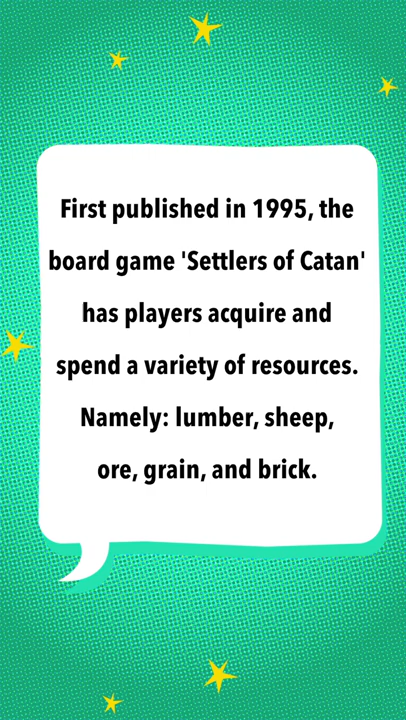 First published in 1995, the
board game 'Settlers of Catan'
has players acquire and
spend a variety of resources.
Namely: lumber, sheep,
ore, grain, and brick.